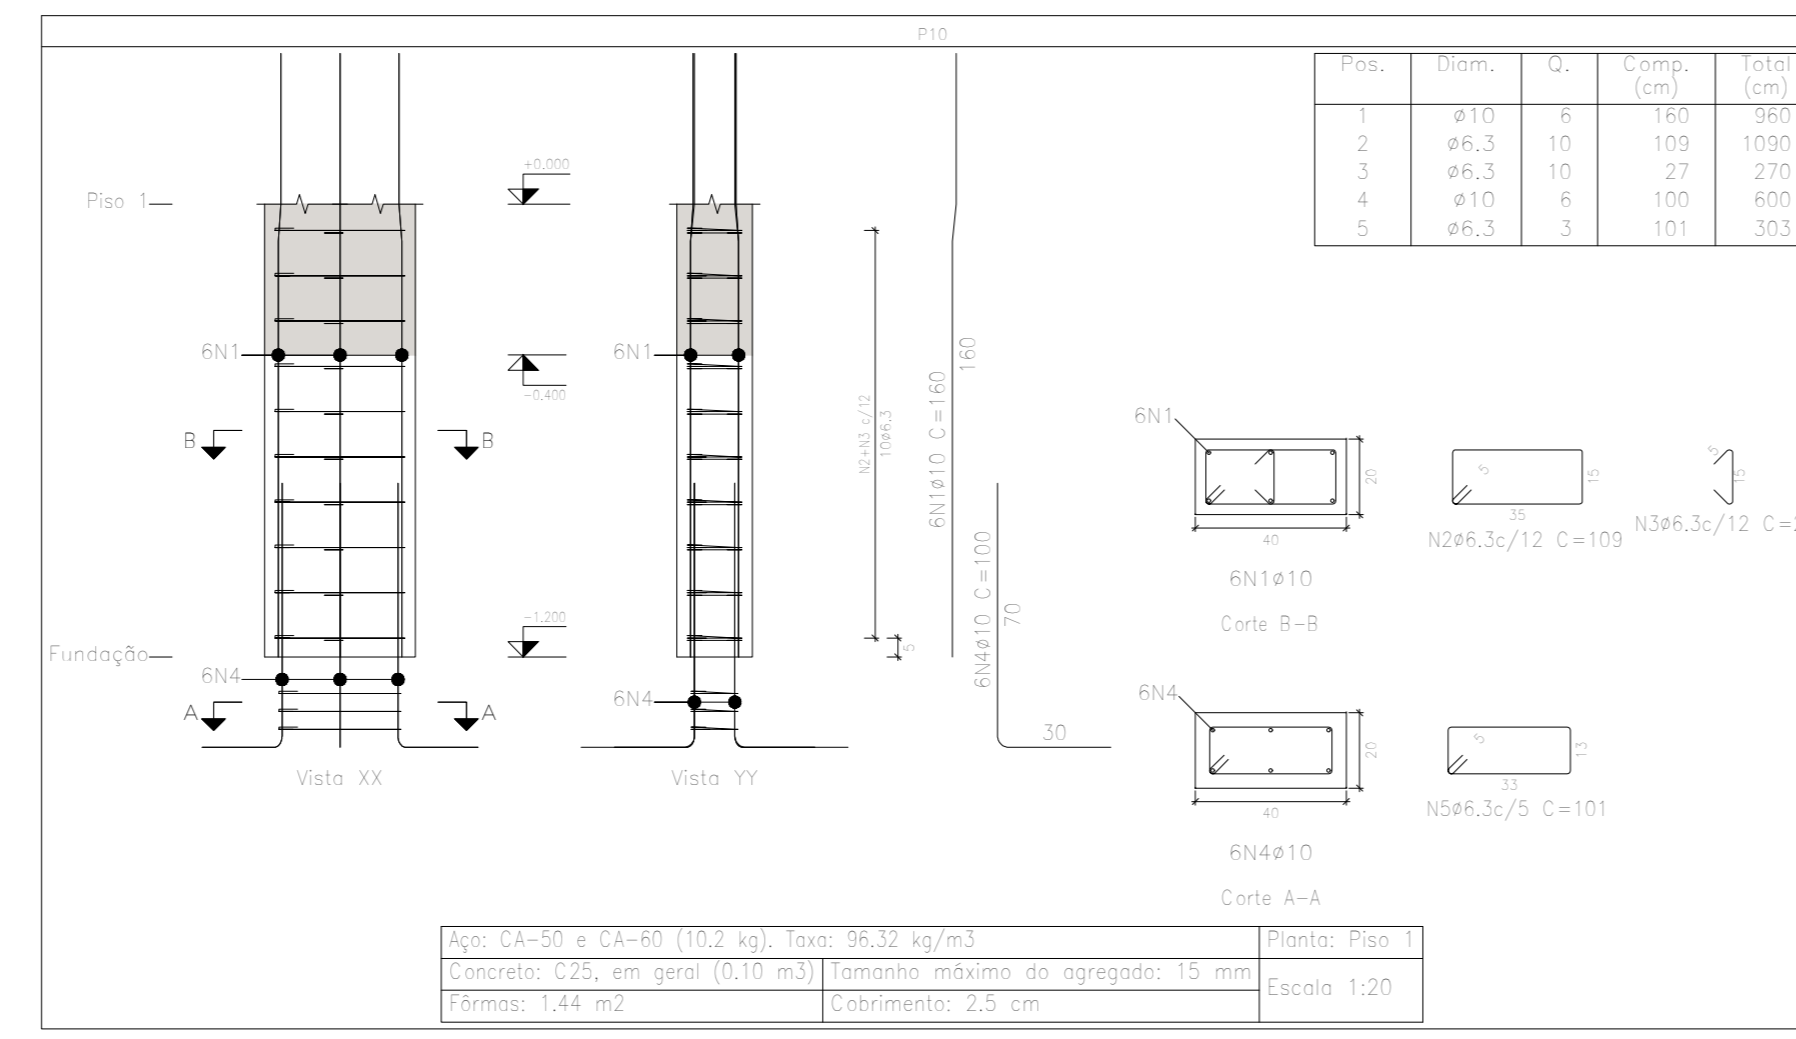 P10
Pos. Diam. Q. Comp. (cm) Total (cm)
1 ø10 6 160 960
2 ø6.3 10 109 1090
3 ø6.3 10 27 270
4 ø10 6 100 600
5 ø6.3 3 101 303
Piso 1
+0.000
6N1
6N1
-0.400
B
B
N2+N3 c/12
10ø6.3
6N1ø10 C=160
160
-1.200
Fundação
5
6N4
6N4
A
A
6N4ø10 C=100
70
30
Vista XX
Vista YY
6N1
20
40
6N1ø10
Corte B-B
5
15
35
N2ø6.3c/12 C=109
5
15
N3ø6.3c/12 C=2
6N4
20
40
6N4ø10
Corte A-A
5
13
33
N5ø6.3c/5 C=101
Aço: CA-50 e CA-60 (10.2 kg). Taxa: 96.32 kg/m3
Planta: Piso 1
Concreto: C25, em geral (0.10 m3)
Tamanho máximo do agregado: 15 mm
Escala 1:20
Fôrmas: 1.44 m2
Cobrimento: 2.5 cm